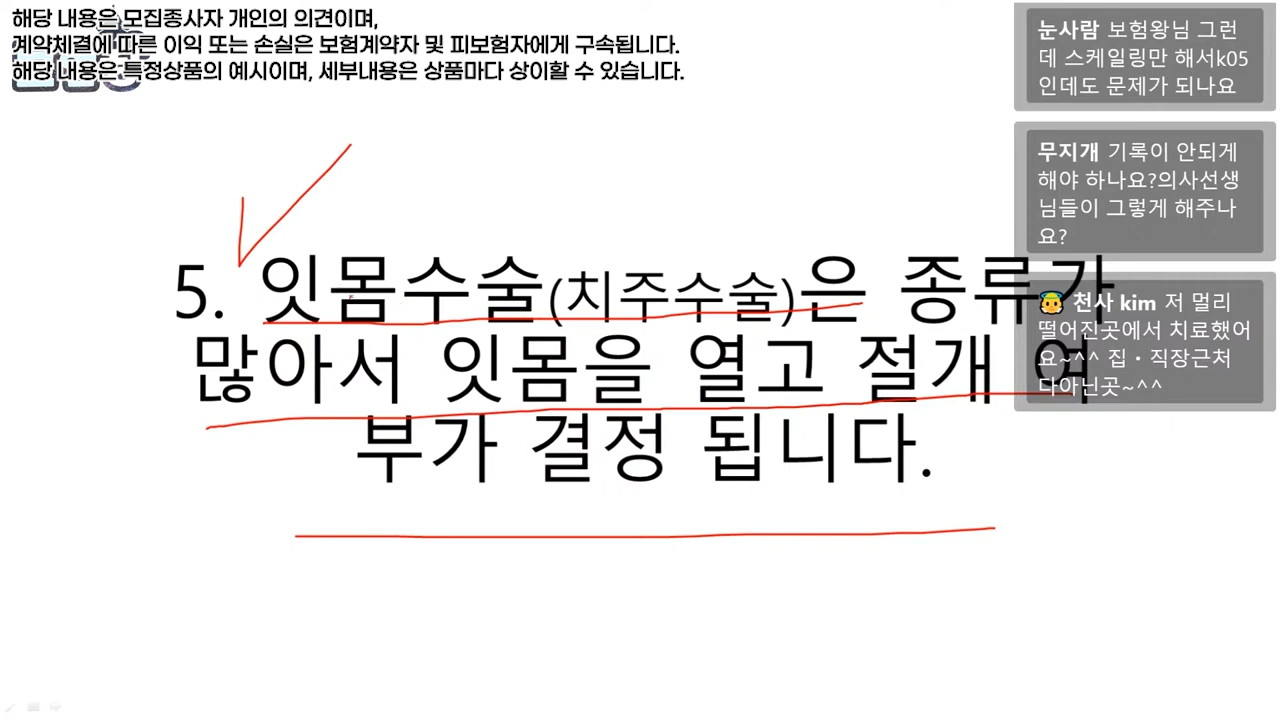 해당 내용은 모집종사자 개인의 의견이며,
계약체결에 따른 이익 또는 손실은 보험계약자 및 피보험자에게 구속됩니다.
해당 내용은 특정상품의 예시이며, 세부내용은 상품마다 상이할 수 있습니다.
5. 잇몸수술(치주수술)은 종류가
많아서 잇몸을 열고 절개 여
부가 결정 됩니다.
눈사람 보험왕님 그런
데 스케일링만 해서k05
인데도 문제가 되나요
무지개 기록이 안되게
해야 하나요?의사선생
님들이 그렇게 해주나
요?
👼 천사 kim 저 멀리
떨어진곳에서 치료했어
요~^^ 집·직장근처
다아닌곳~^^